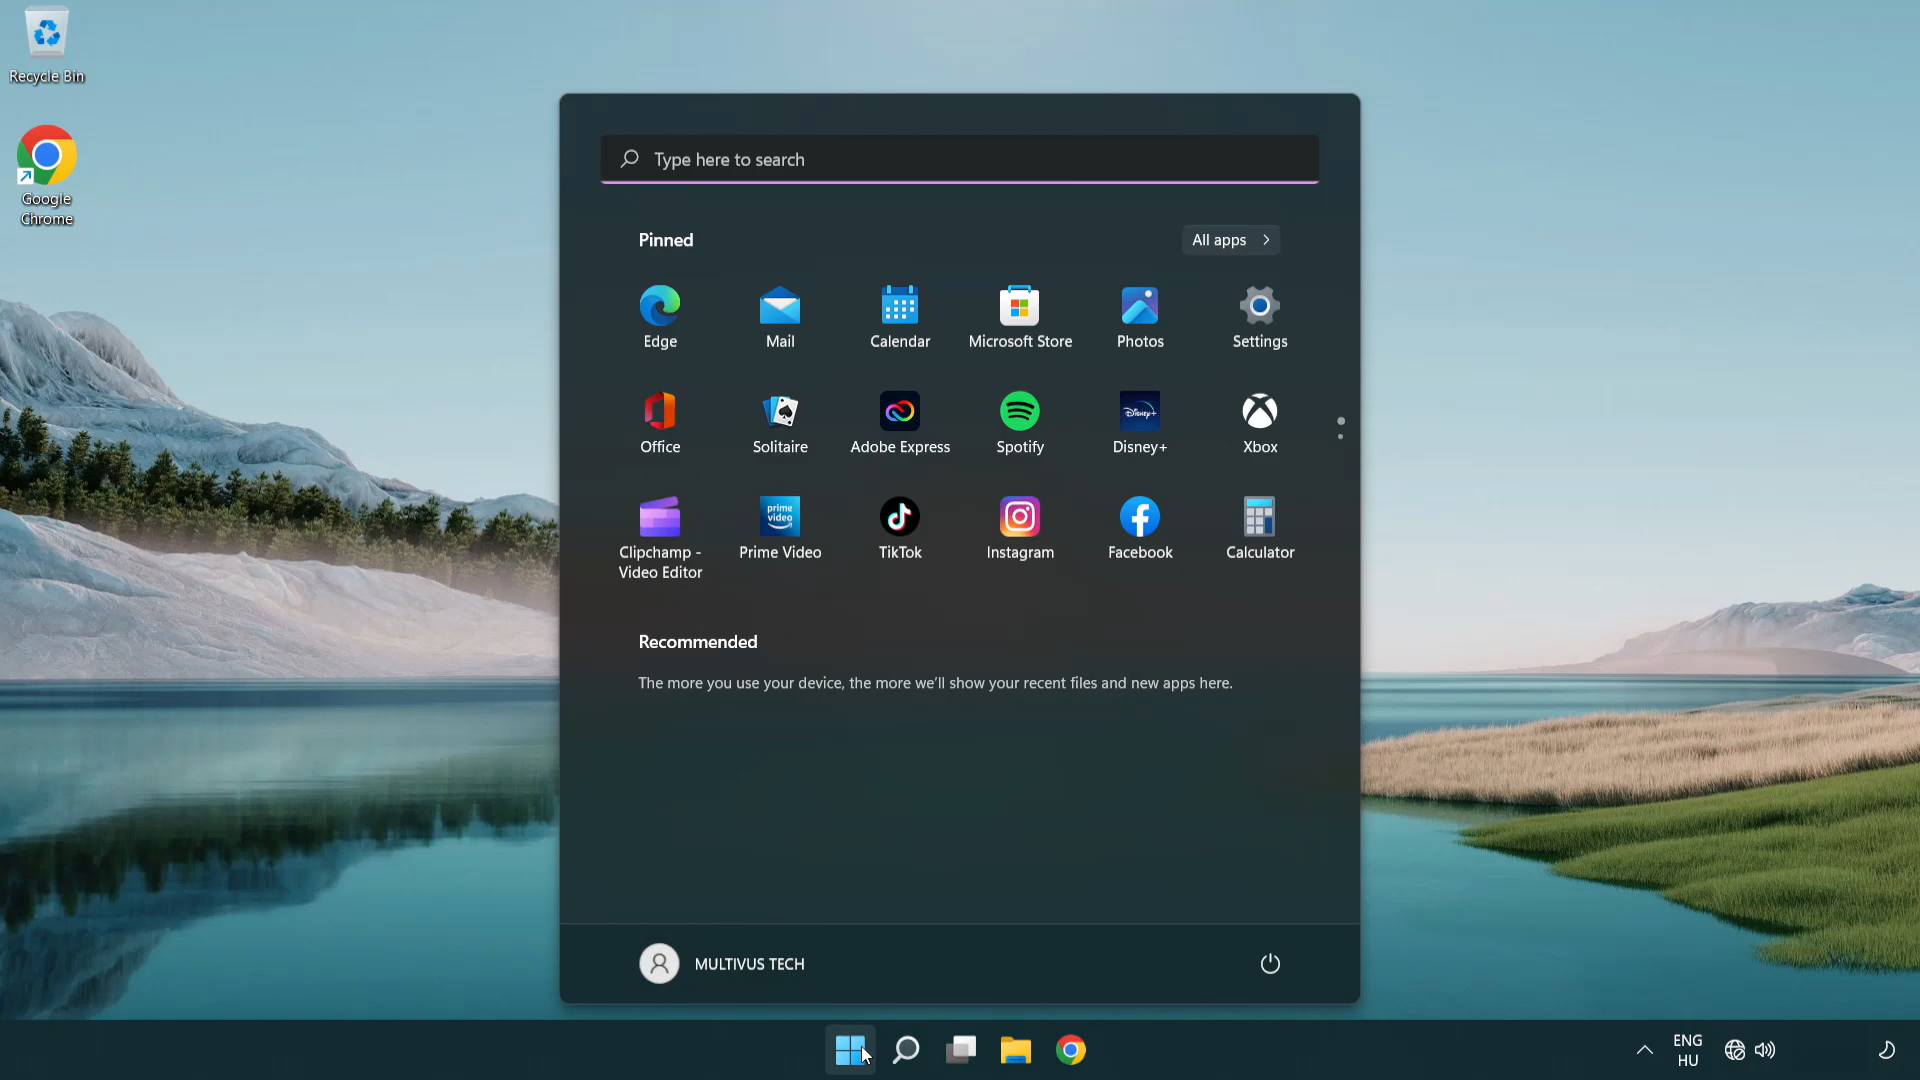 Recycle Bin
Google
Chrome
Type here to search
Pinned
All apps
Edge
Mail
Calendar
Microsoft Store
Photos
Settings
Office
Solitaire
Adobe Express
Disney+
Spotify
Disney+
Xbox
prime
video
Clipchamp -
Video Editor
Prime Video
TikTok
Instagram
Facebook
Calculator
Recommended
The more you use your device, the more we'll show your recent files and new apps here.
MULTIVUS TECH
ENG
HU